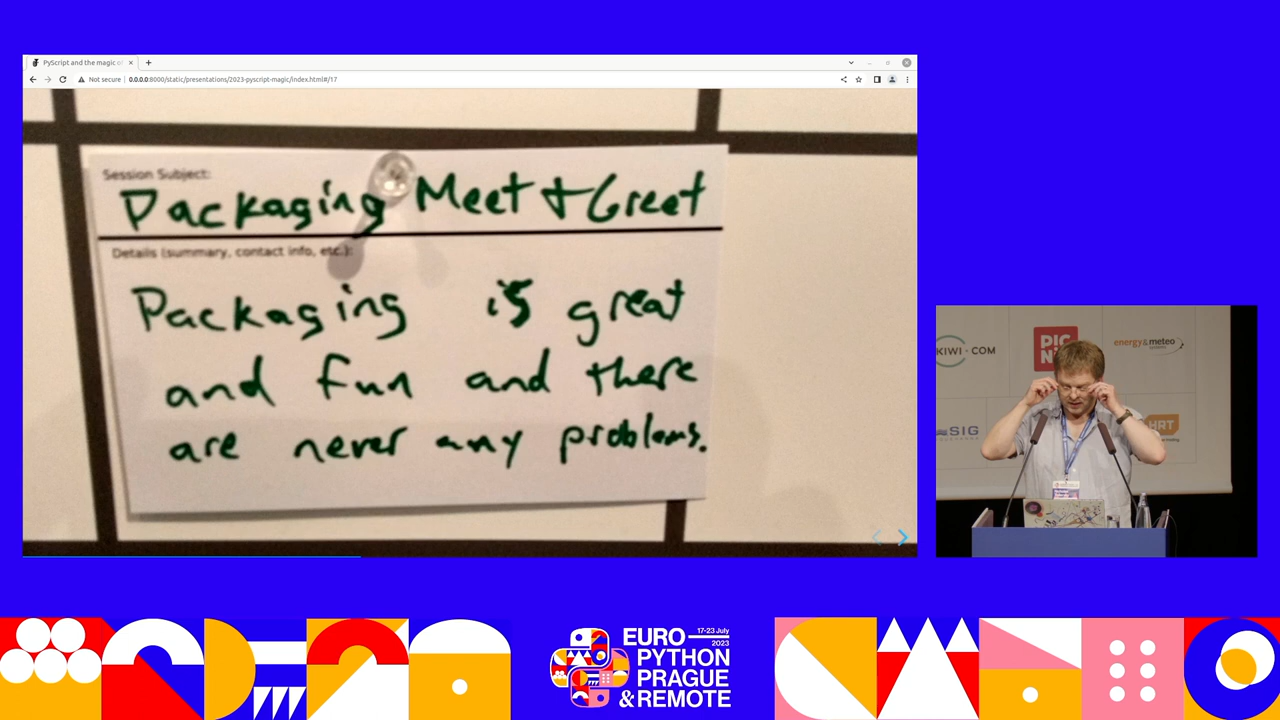 PyScript and the magic of
Not secure
0.0.0.0:8000/static/presentations/2023-pyscript-magic/index.html#/17
Session Subject:
Packaging Meet + Greet
Details (summary, contact info, etc.):
Packaging is great
and fun and there
are never any problems.
KIWI-COM
PIC
NI
energy & meteo
SIG
HRT
17-23 July
2023
EURO
PYTHON
PRAGUE
& REMOTE